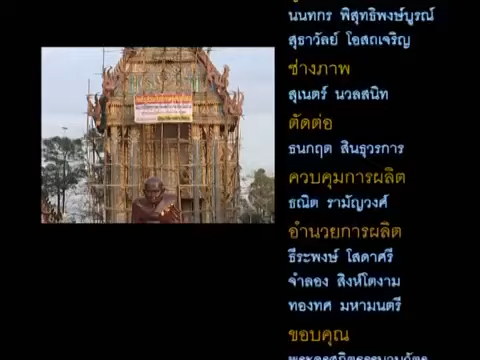 นนทกร พิสุทธิพงษ์บูรณ์
สุธาวัลย์ โอสถเจริญ
ช่างภาพ
สุเนตร์ นวลสนิท
ตัดต่อ
ธนกฤต สินธุวรการ
ควบคุมการผลิต
ธณิต รามัญวงศ์
อำนวยการผลิต
ธีระพงษ์ โสดาศรี
จำลอง สิงห์โตงาม
ทองทศ มหามนตรี
ขอบคุณ